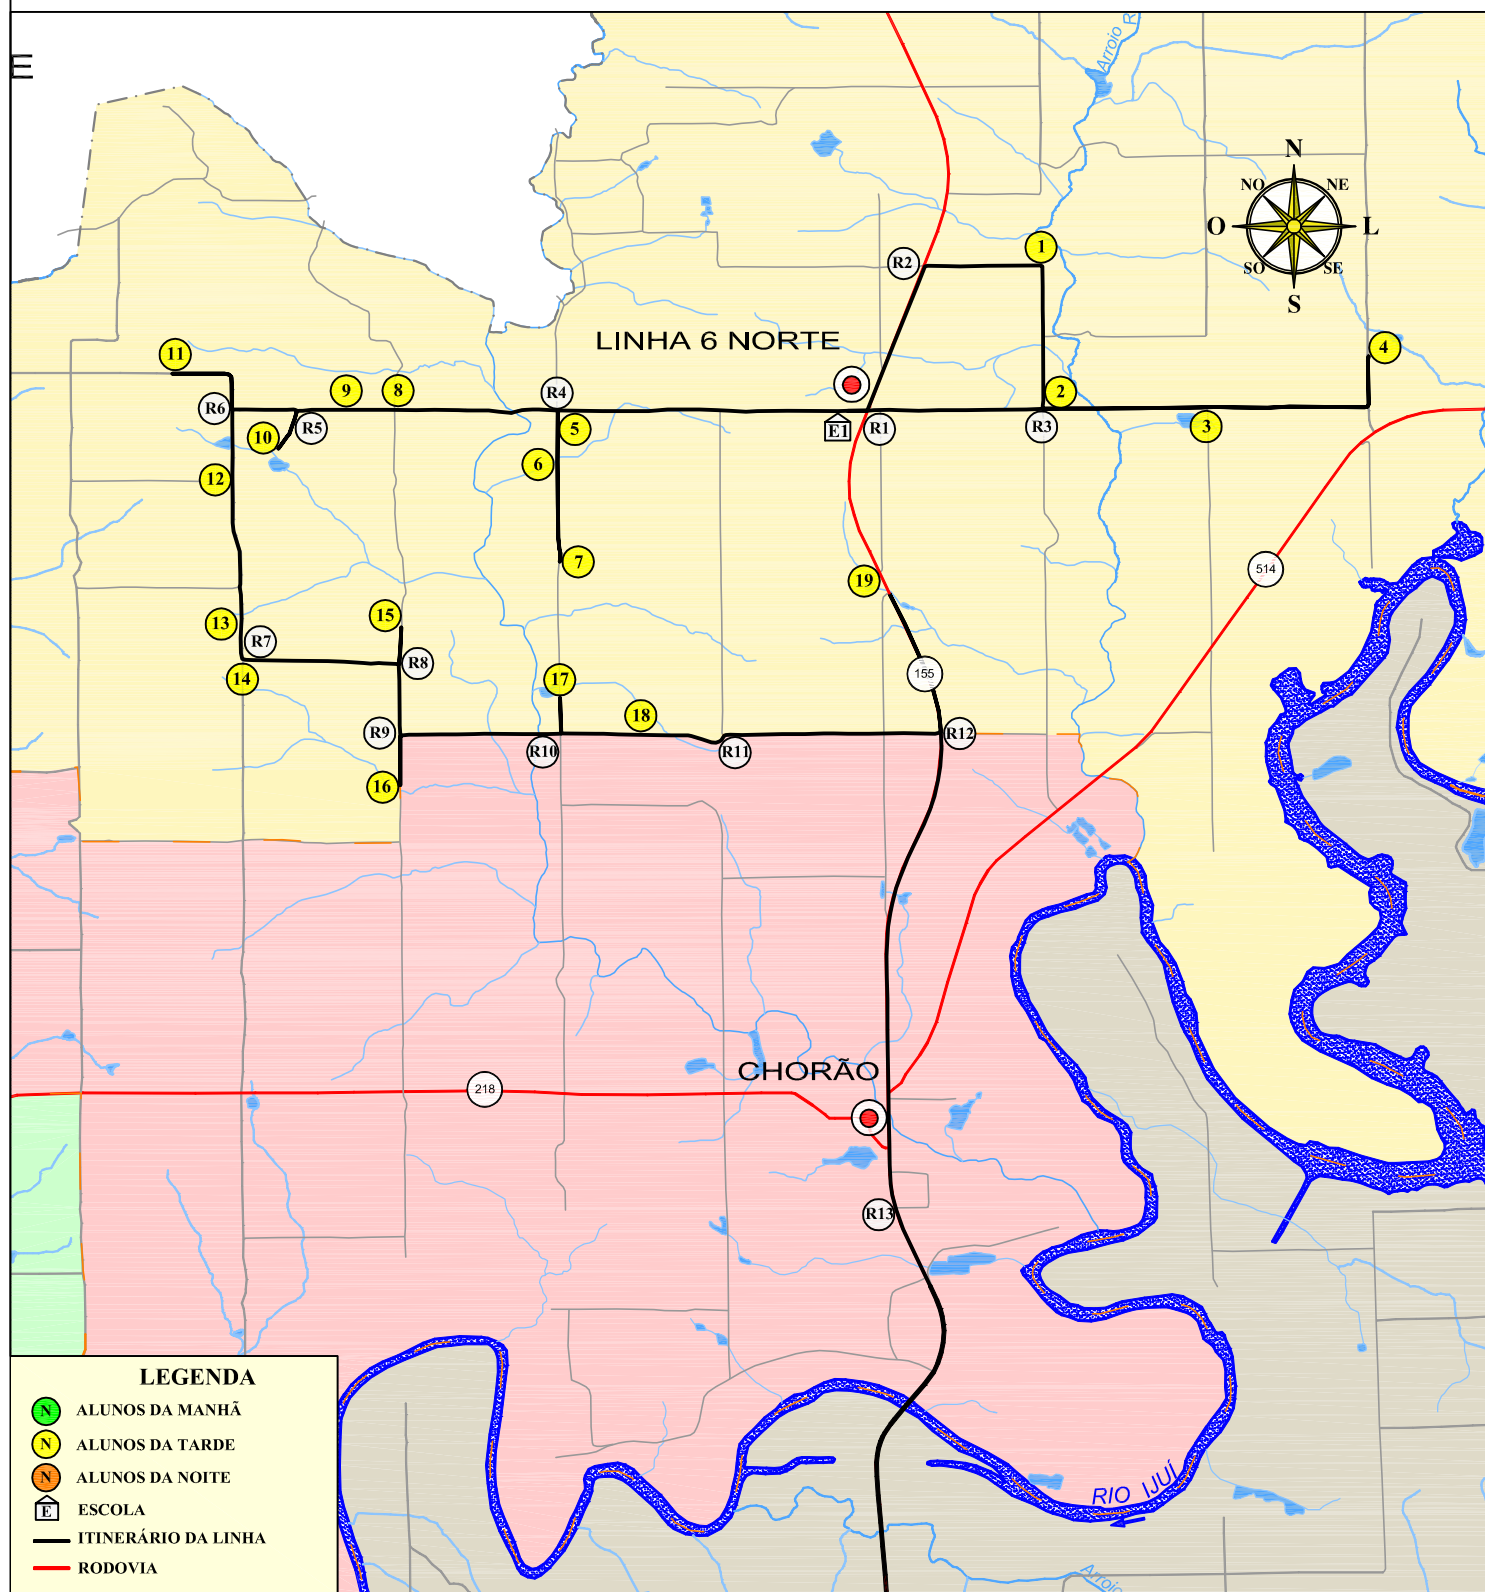 E
Arroio R
N
NO
NE
O
L
SO
SE
S
1
R2
LINHA 6 NORTE
4
11
9
8
R4
2
R6
10
R5
5
E1
R1
R3
3
6
12
7
514
19
13
R7
15
R8
14
17
155
18
R9
R10
R11
R12
16
CHORÃO
218
R13
RIO IJUÍ
Arroio
LEGENDA
N ALUNOS DA MANHÃ
N ALUNOS DA TARDE
N ALUNOS DA NOITE
E ESCOLA
ITINERÁRIO DA LINHA
RODOVIA